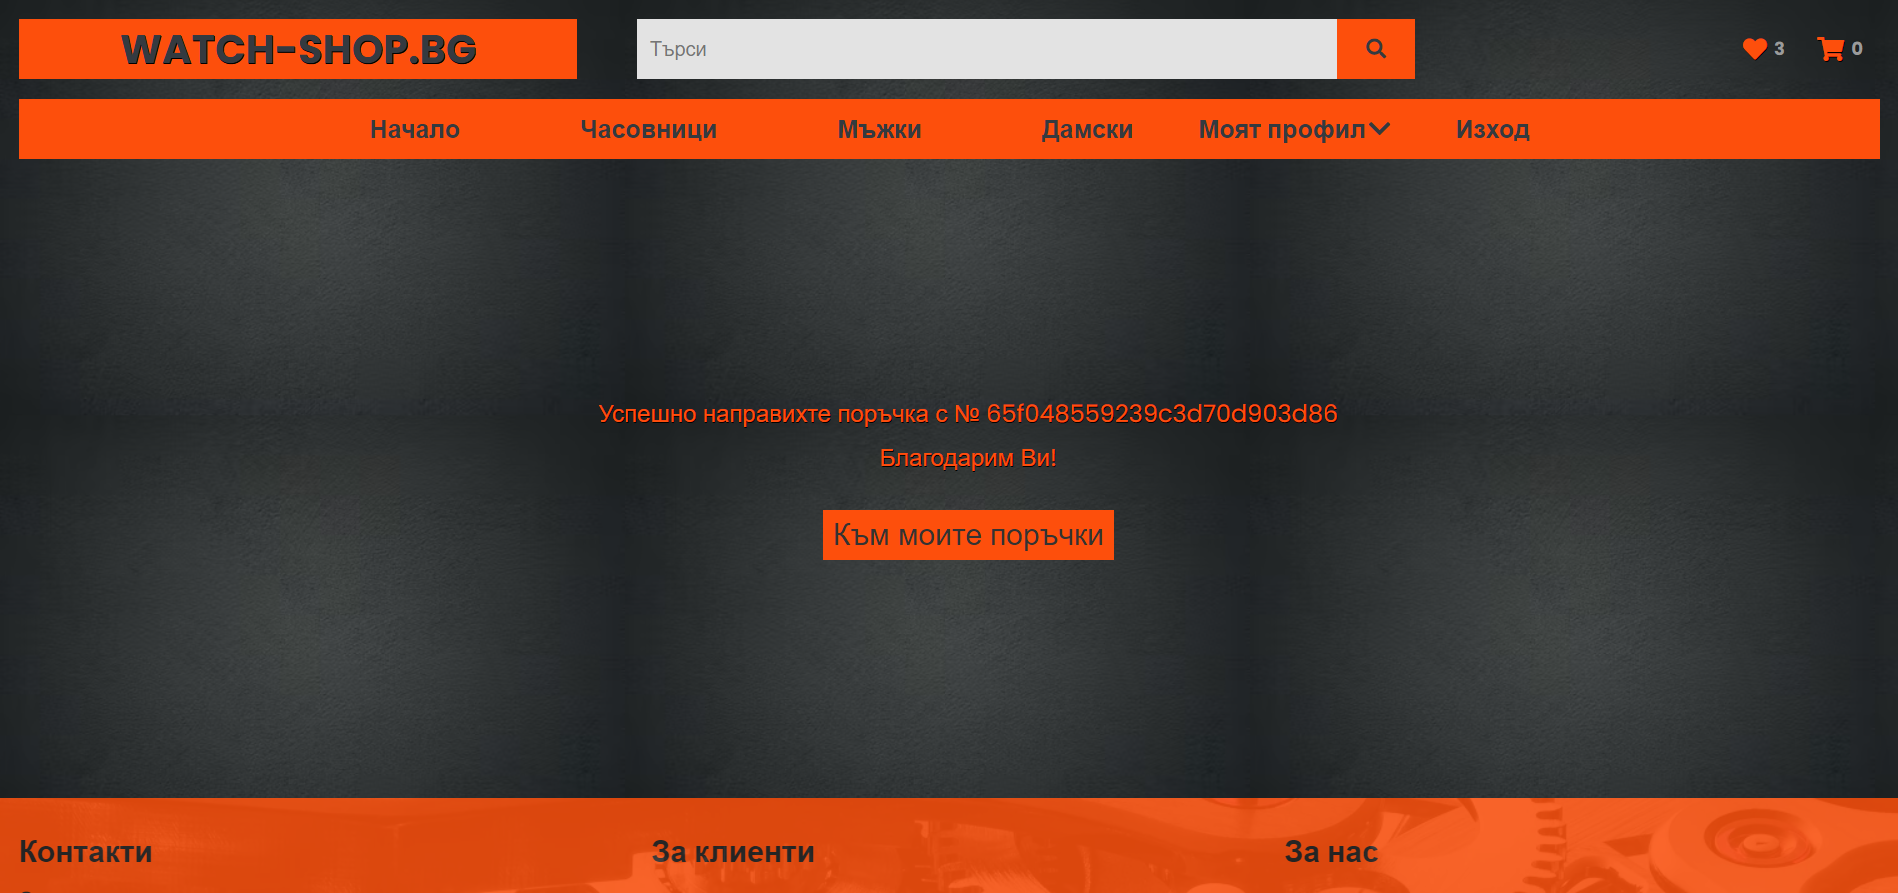 WATCH-SHOP.BG
Търси
3
0
Начало
Часовници
Мъжки
Дамски
Моят профил
Изход
Успешно направихте поръчка с № 65f048559239c3d70d903d86
Благодарим Ви!
Към моите поръчки
Контакти
За клиенти
За нас